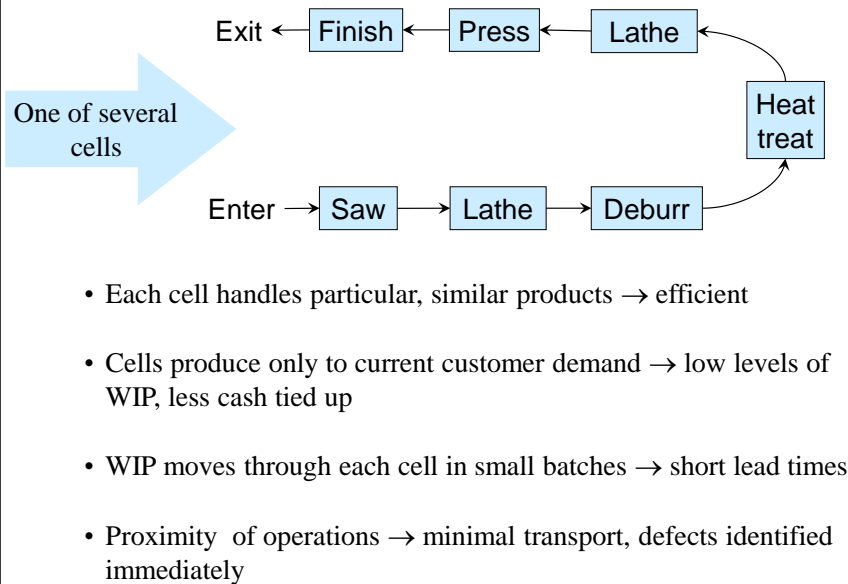 Exit Finish Press Lathe
One of several
cells
Heat
treat
Enter Saw Lathe Deburr
• Each cell handles particular, similar products → efficient
• Cells produce only to current customer demand → low levels of
WIP, less cash tied up
• WIP moves through each cell in small batches → short lead times
• Proximity of operations → minimal transport, defects identified
immediately